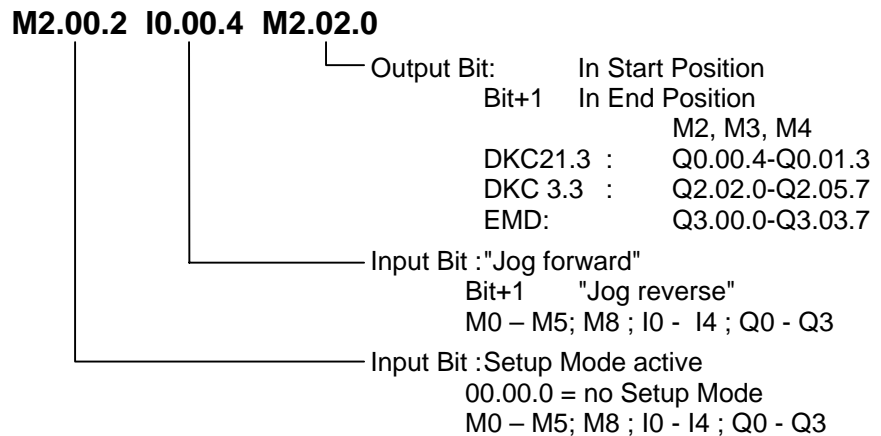 M2.00.2 I0.00.4 M2.02.0
Output Bit: In Start Position
Bit+1 In End Position
M2, M3, M4
DKC21.3 : Q0.00.4-Q0.01.3
DKC 3.3 : Q2.02.0-Q2.05.7
EMD: Q3.00.0-Q3.03.7
Input Bit :"Jog forward"
Bit+1 "Jog reverse"
M0 – M5; M8 ; I0 - I4 ; Q0 - Q3
Input Bit :Setup Mode active
00.00.0 = no Setup Mode
M0 – M5; M8 ; I0 - I4 ; Q0 - Q3